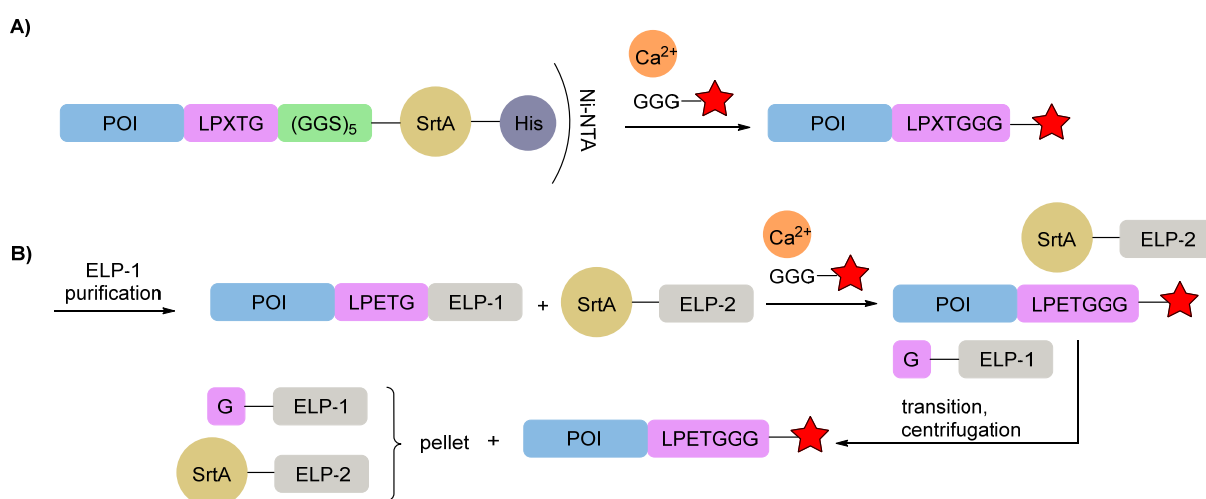 A)
POI
LPXTG
(GGS)₅
SrtA
His
Ni-NTA
Ca²⁺
GGG
POI
LPXTGGG
B)
ELP-1
purification
POI
LPETG
ELP-1
+
SrtA
ELP-2
Ca²⁺
GGG
SrtA
ELP-2
POI
LPETGGG
G
ELP-1
transition,
centrifugation
G
ELP-1
SrtA
ELP-2
pellet
+
POI
LPETGGG